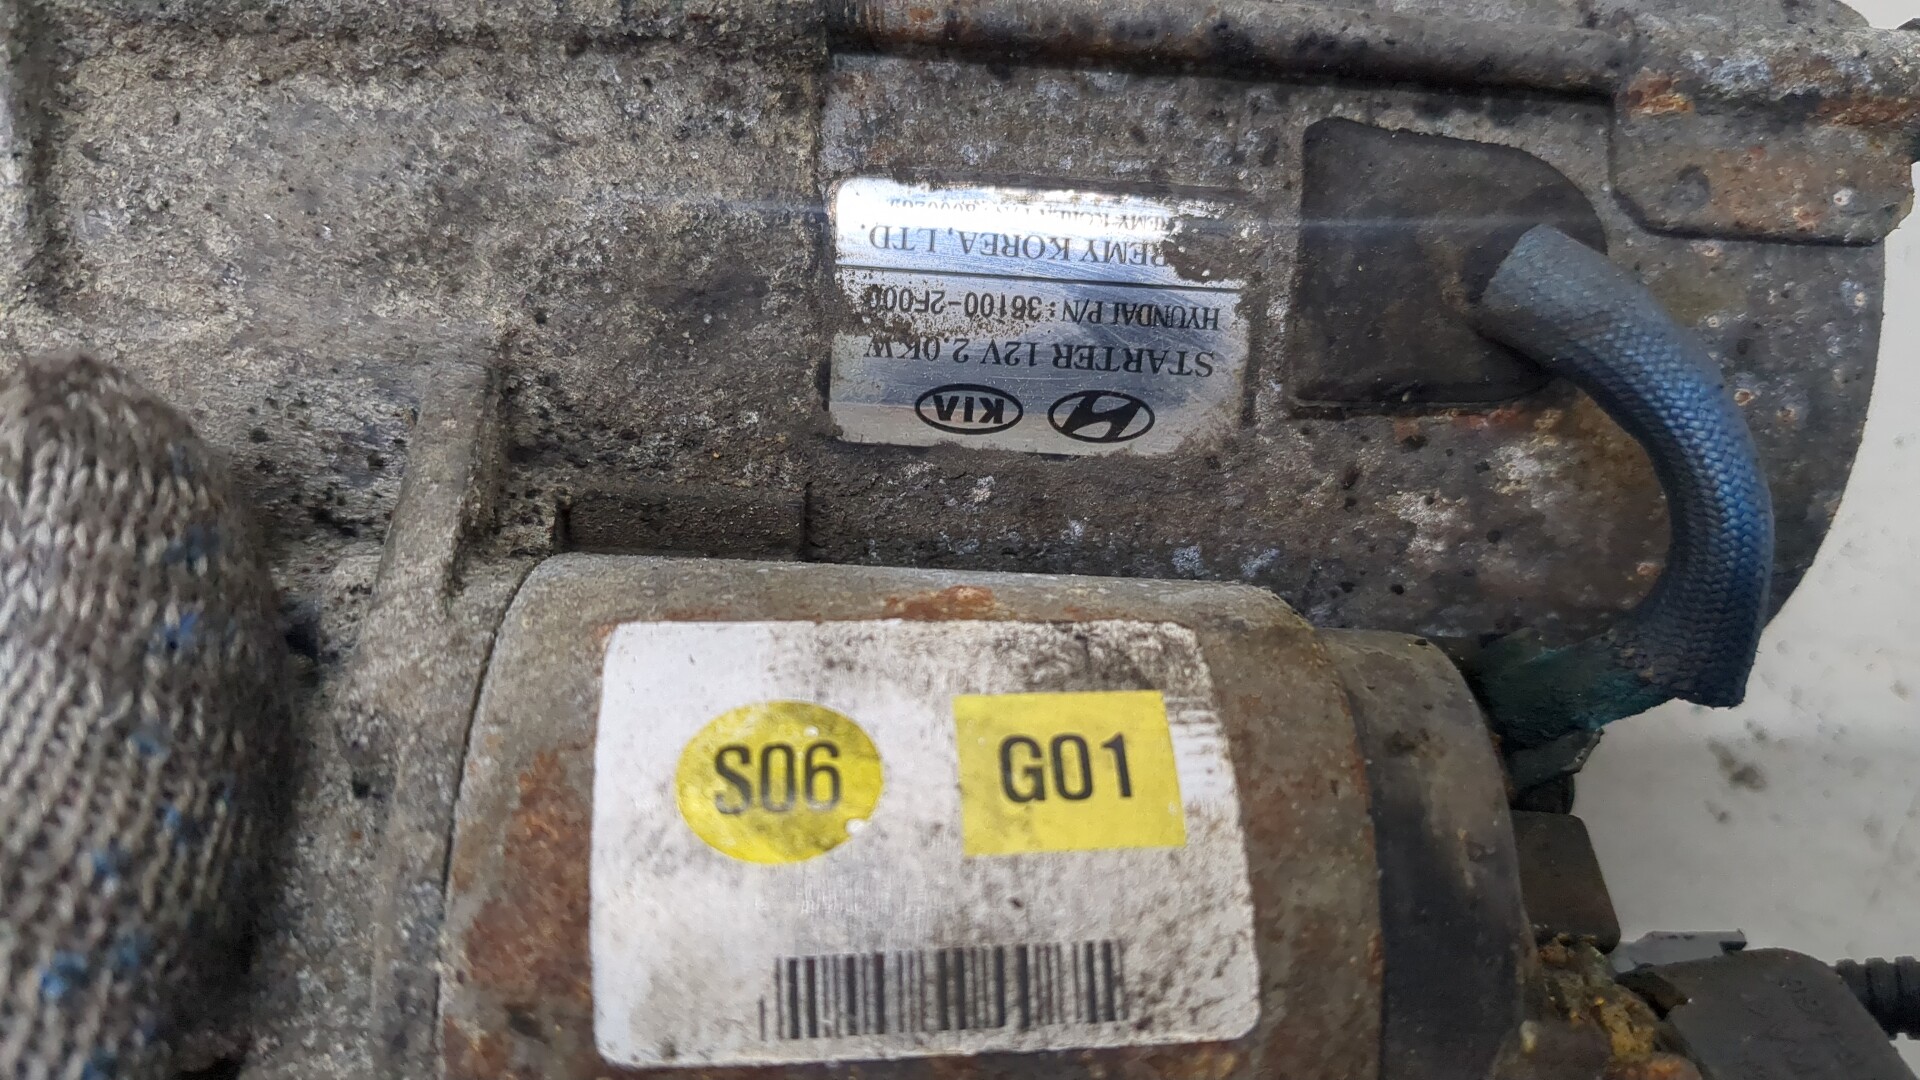 KIA
STARTER 12V 2.0KW
HYUNDAI P/N : 36100-2F000
REMY KOREA, LTD.
S06
G01